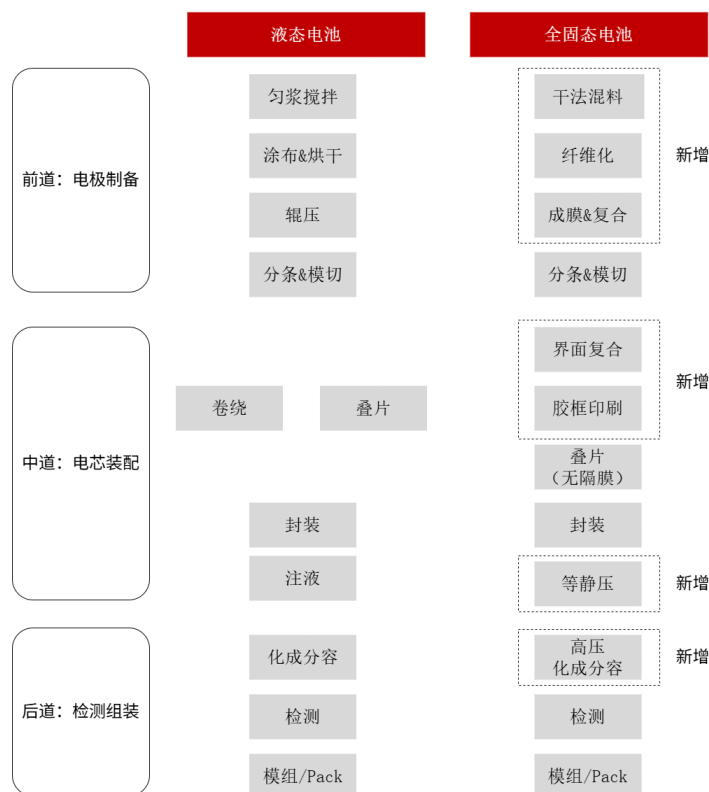 液态电池
全固态电池
前道：电极制备
匀浆搅拌
干法混料
涂布&烘干
纤维化
新增
辊压
成膜&复合
分条&模切
分条&模切
中道：电芯装配
界面复合
新增
卷绕
叠片
胶框印刷
叠片
（无隔膜）
封装
封装
注液
等静压
新增
后道：检测组装
化成分容
高压
化成分容
新增
检测
检测
模组/Pack
模组/Pack